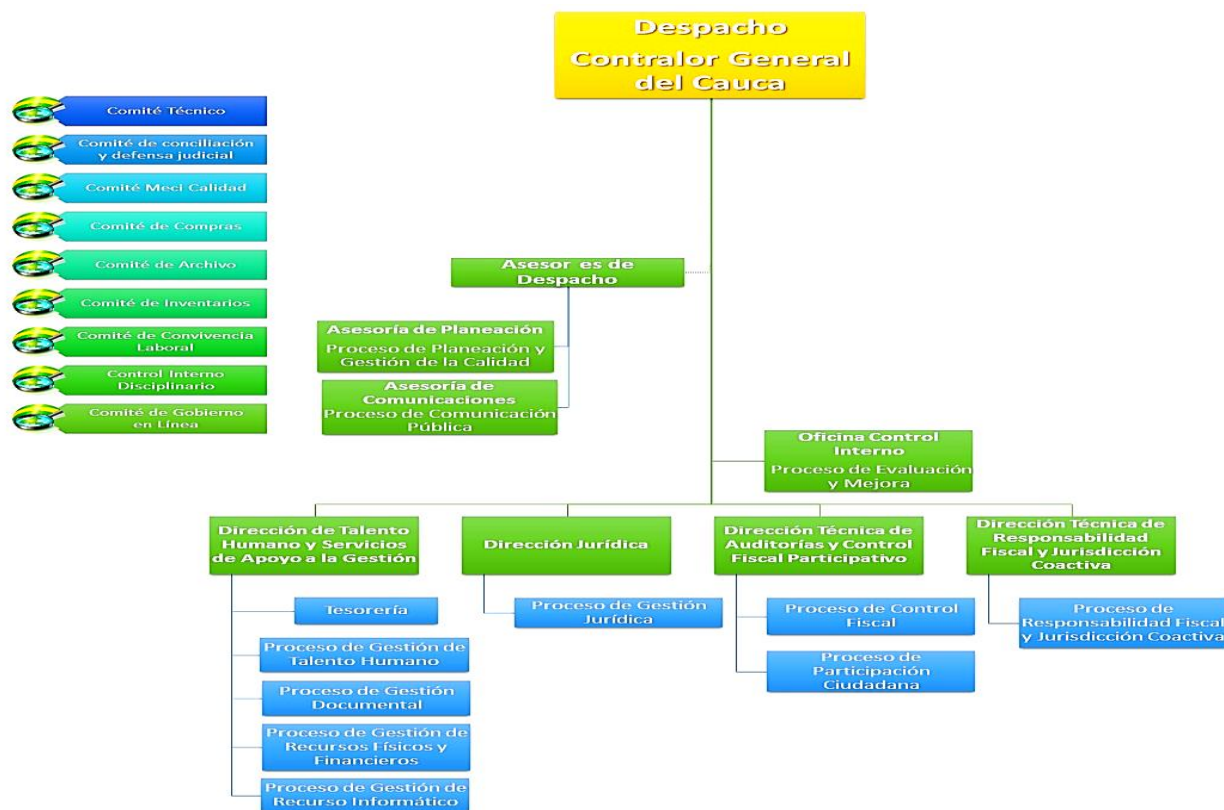 Despacho
Contralor General
del Cauca
Comité Técnico
Comité de conciliación
y defensa judicial
Comité Meci Calidad
Comité de Compras
Comité de Archivo
Comité de Inventarios
Comité de Convivencia
Laboral
Control Interno
Disciplinario
Comité de Gobierno
en Línea
Asesor es de
Despacho
Asesoría de Planeación
Proceso de Planeación y
Gestión de la Calidad
Asesoría de
Comunicaciones
Proceso de Comunicación
Pública
Oficina Control
Interno
Proceso de Evaluación
y Mejora
Dirección de Talento
Humano y Servicios
de Apoyo a la Gestión
Tesorería
Proceso de Gestión de
Talento Humano
Proceso de Gestión
Documental
Proceso de Gestión de
Recursos Físicos y
Financieros
Proceso de Gestión de
Recurso Informático
Dirección Jurídica
Proceso de Gestión
Jurídica
Dirección Técnica de
Auditorías y Control
Fiscal Participativo
Proceso de Control
Fiscal
Proceso de
Participación
Ciudadana
Dirección Técnica de
Responsabilidad
Fiscal y Jurisdicción
Coactiva
Proceso de
Responsabilidad Fiscal
y Jurisdicción Coactiva